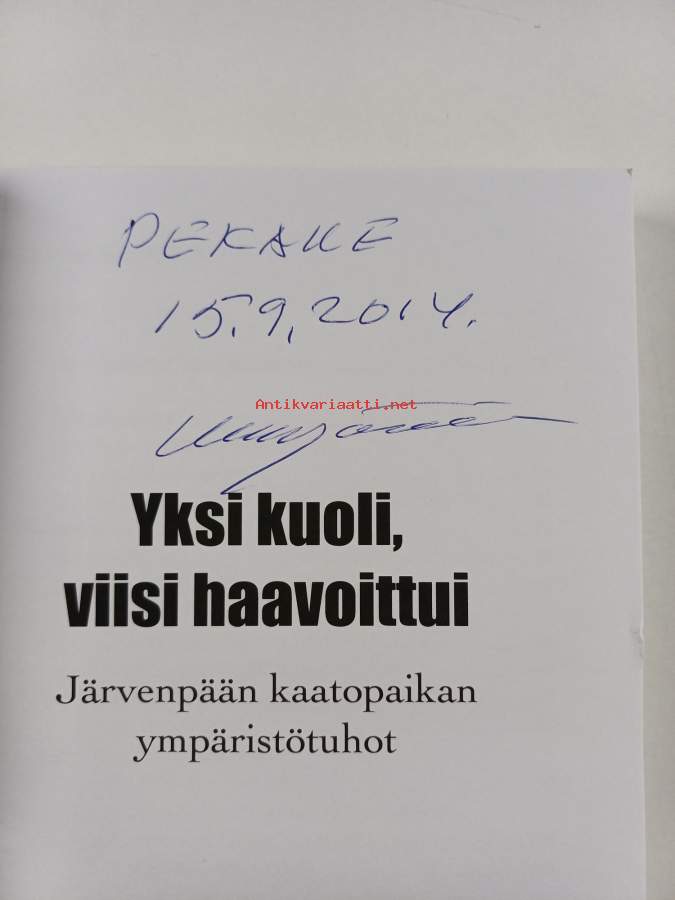 PEKALLE
15.9.2014.
Antikvariaatti.net
Yksi kuoli,
viisi haavoittui
Järvenpään kaatopaikan
ympäristötuhot